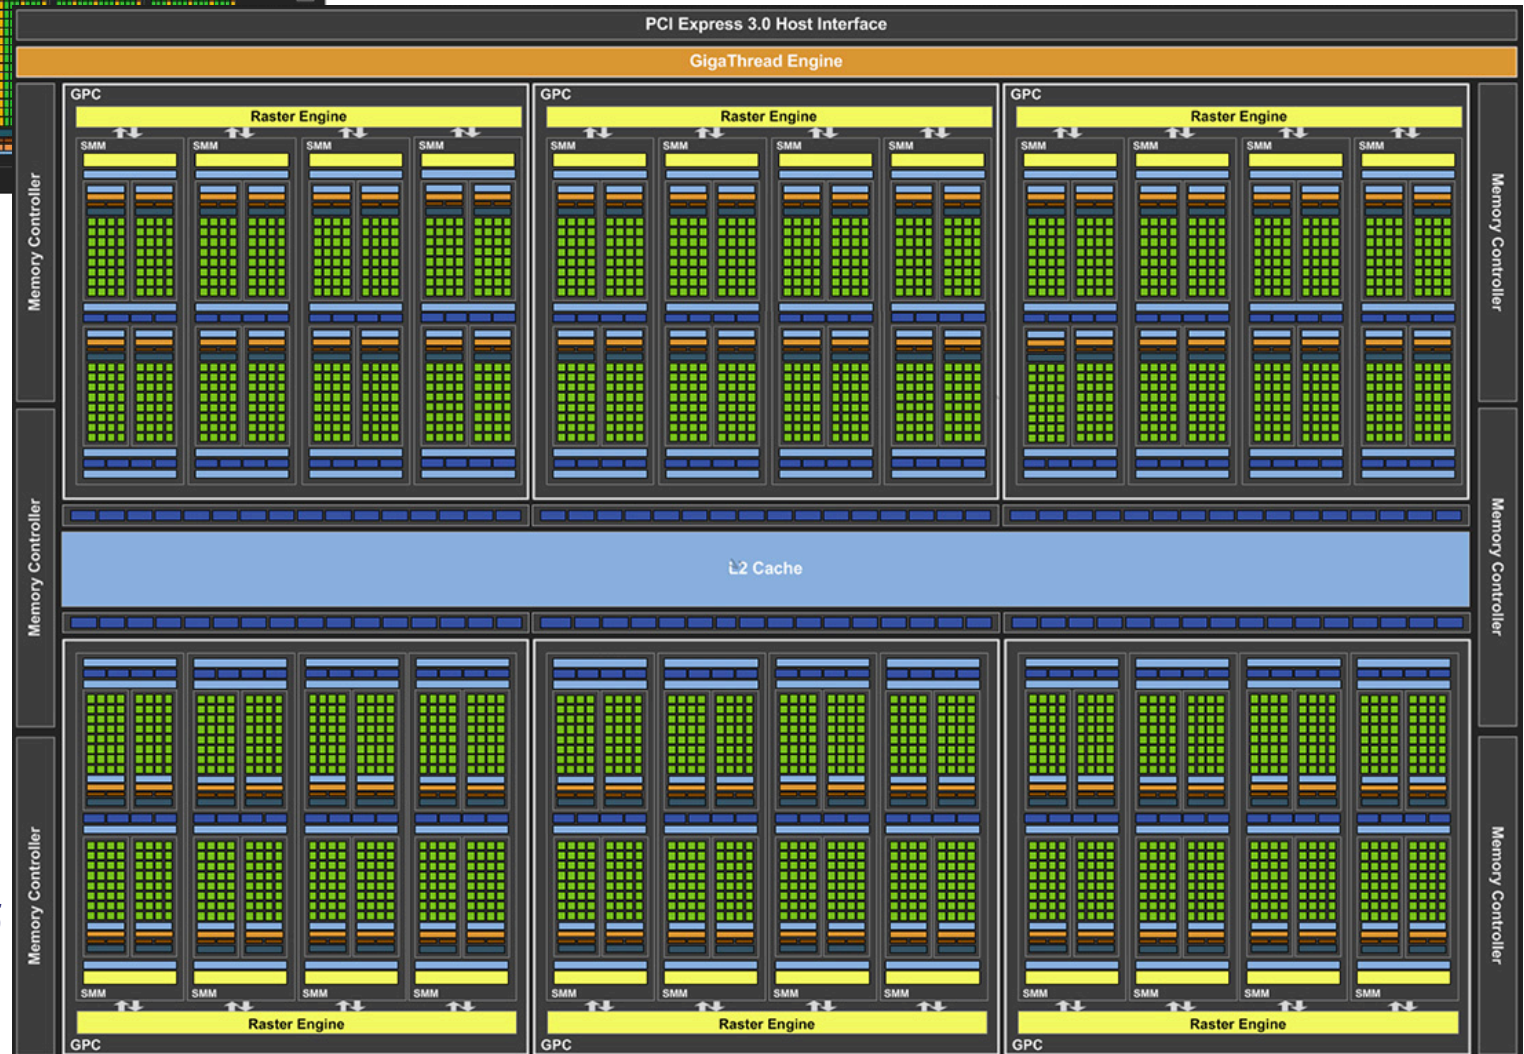 PCI Express 3.0 Host Interface
GigaThread Engine
GPC
GPC
GPC
Raster Engine
Raster Engine
Raster Engine
SMM
SMM
SMM
SMM
SMM
SMM
SMM
SMM
SMM
SMM
SMM
SMM
Memory Controller
Memory Controller
Memory Controller
Memory Controller
L2 Cache
Memory Controller
Memory Controller
SMM
SMM
SMM
SMM
SMM
SMM
SMM
SMM
SMM
SMM
SMM
SMM
Raster Engine
Raster Engine
Raster Engine
GPC
GPC
GPC